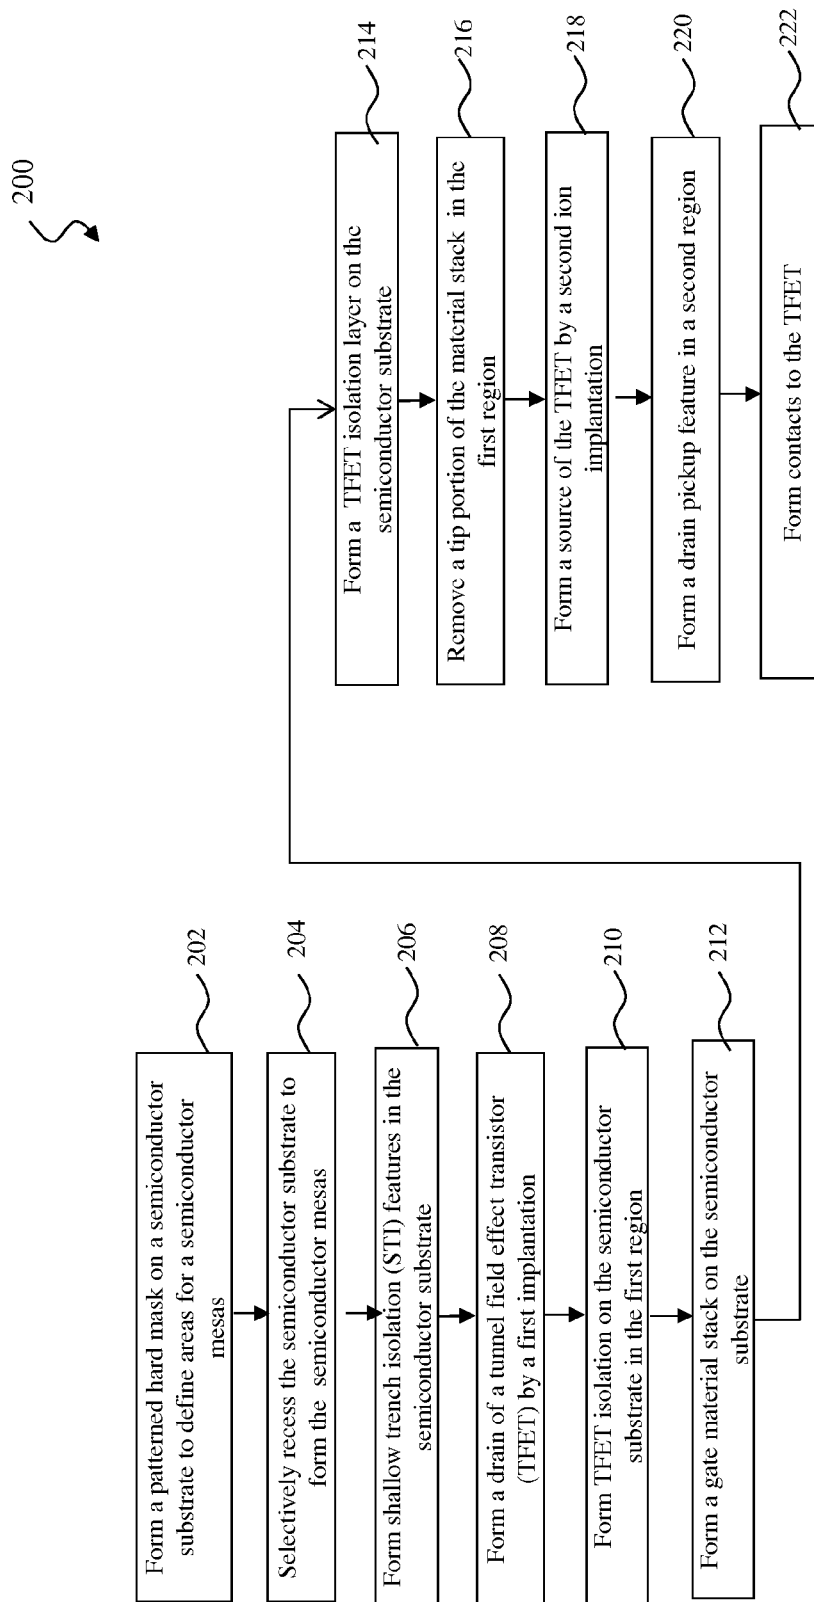 200
Form a patterned hard mask on a semiconductor
substrate to define areas for a semiconductor
mesas
202
Selectively recess the semiconductor substrate to
form the semiconductor mesas
204
Form shallow trench isolation (STI) features in the
semiconductor substrate
206
Form a drain of a tunnel field effect transistor
(TFET) by a first implantation
208
Form TFET isolation on the semiconductor
substrate in the first region
210
Form a gate material stack on the semiconductor
substrate
212
Form a TFET isolation layer on the
semiconductor substrate
214
Remove a tip portion of the material stack in the
first region
216
Form a source of the TFET by a second ion
implantation
218
Form a drain pickup feature in a second region
220
Form contacts to the TFET
222